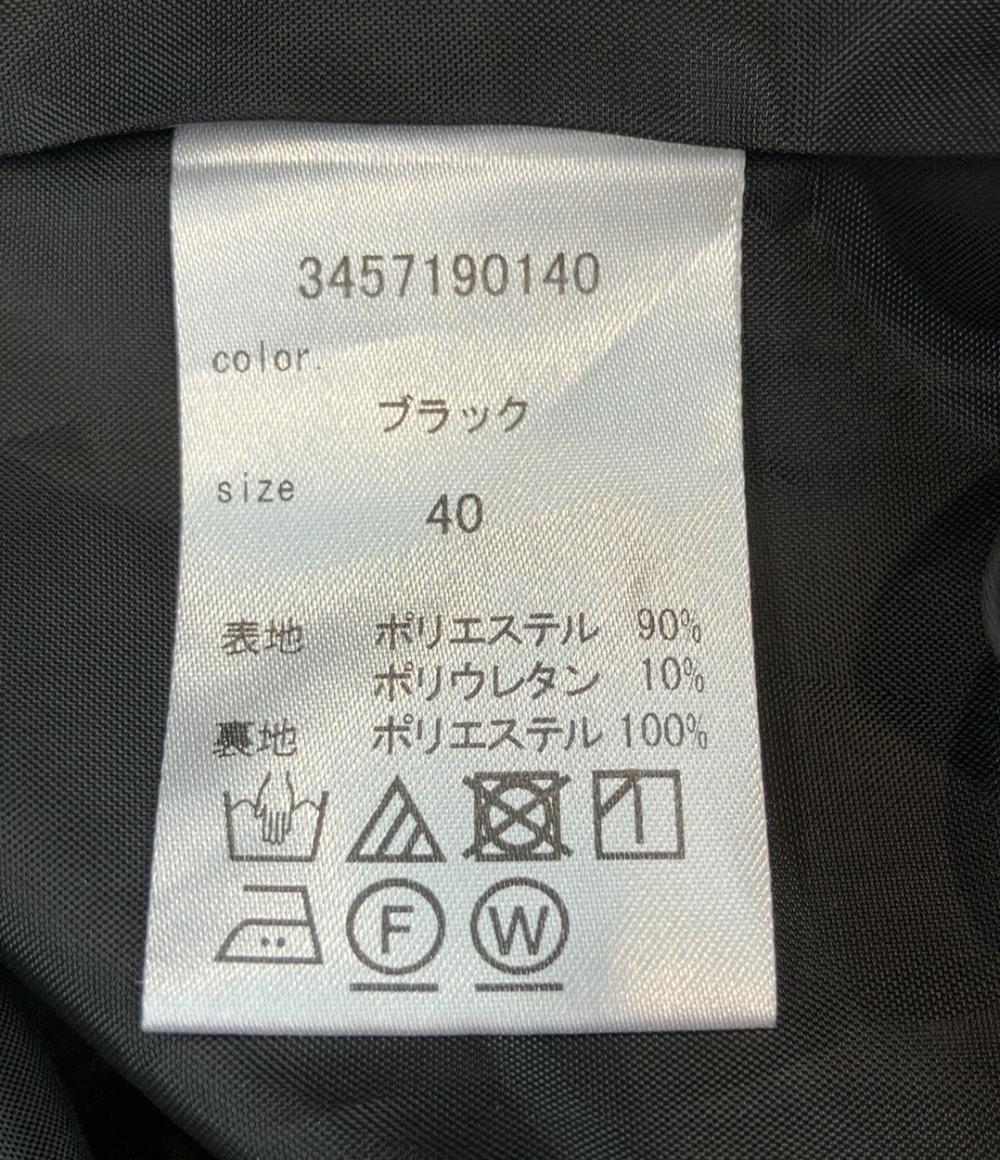 3457190140
color.
ブラック
size
40
表地 ポリエステル 90%
ポリウレタン 10%
裏地 ポリエステル 100%
F W